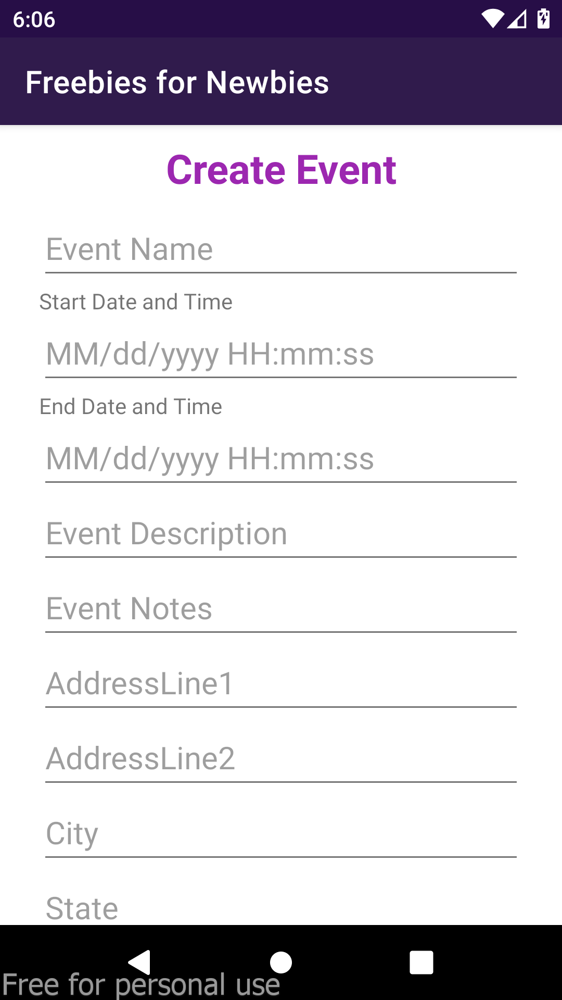 6:06
Freebies for Newbies
Create Event
Event Name
Start Date and Time
MM/dd/yyyy HH:mm:ss
End Date and Time
MM/dd/yyyy HH:mm:ss
Event Description
Event Notes
AddressLine1
AddressLine2
City
State
Free for personal use